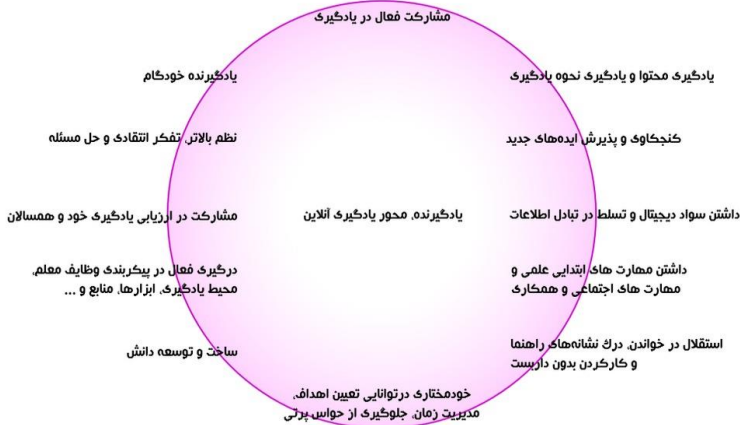 مشارکت فعال در یادگیری
یادگیری محتوا و یادگیری نحوه یادگیری
یادگیرنده خودگام
کنجکاوی و پذیرش ایده‌های جدید
نظم بالاتر، تفکر انتقادی و حل مسئله
داشتن سواد دیجیتال و تسلط در تبادل اطلاعات
یادگیرنده، محور یادگیری آنلاین
مشارکت در ارزیابی یادگیری خود و همسالان
داشتن مهارت های ابتدایی علمی و
مهارت های اجتماعی و همکاری
درگیری فعال در پیکربندی وظایف معلم،
محیط یادگیری، ابزارها، منابع و ...
استقلال در خواندن، درك نشانه‌های راهنما
و کارکردن بدون داربست
ساخت و توسعه دانش
خودمختاری درتوانایی تعیین اهداف،
مدیریت زمان، جلوگیری از حواس پرتی